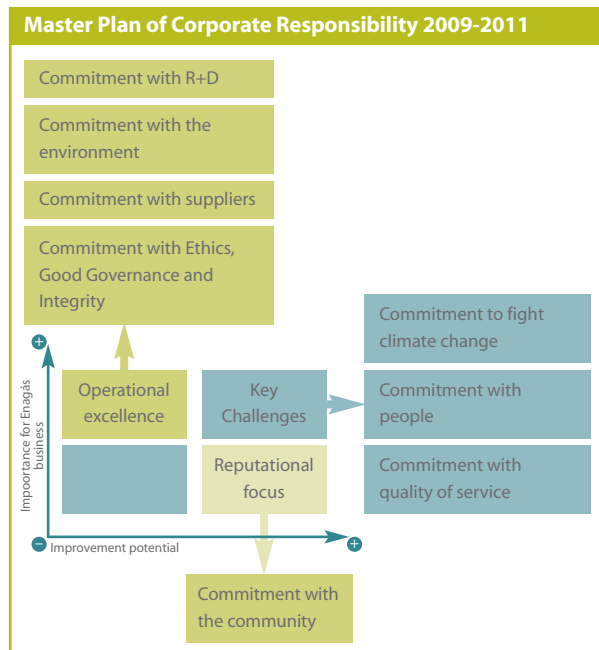 Master Plan of Corporate Responsibility 2009-2011
Commitment with R+D
Commitment with the
environment
Commitment with suppliers
Commitment with Ethics,
Good Governance and
Integrity
Commitment to fight
climate change
Commitment with
people
Commitment with
quality of service
+
Impoortance for Enagás
business
Operational
excellence
Key
Challenges
Reputational
focus
−
Improvement potential
+
Commitment with
the community